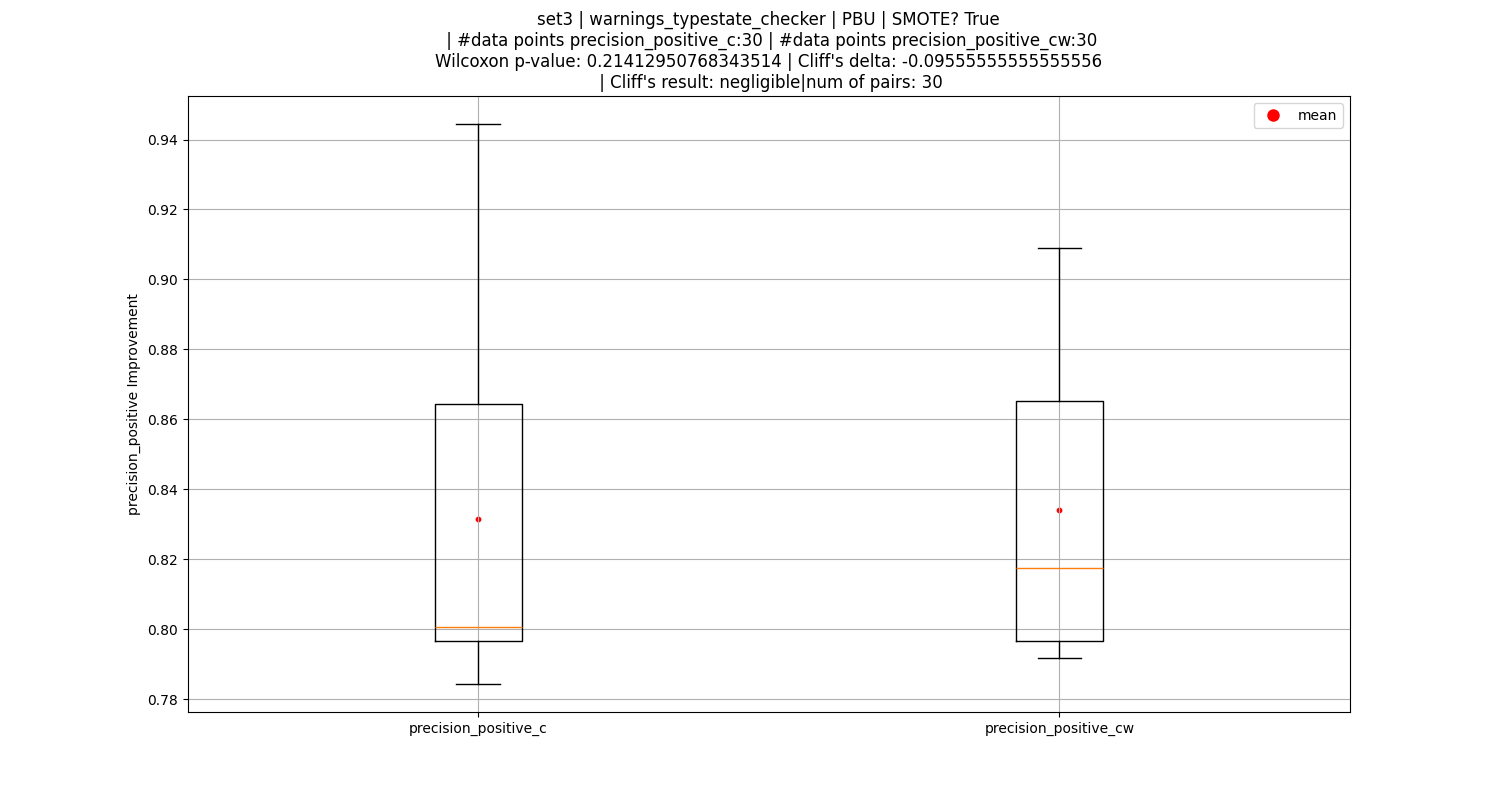 set3 | warnings_typestate_checker | PBU | SMOTE? True
| #data points precision_positive_c:30 | #data points precision_positive_cw:30
Wilcoxon p-value: 0.21412950768343514 | Cliff's delta: -0.09555555555555556
| Cliff's result: negligible|num of pairs: 30
mean
0.94
0.92
0.90
0.88
0.86
0.84
0.82
0.80
0.78
precision_positive Improvement
precision_positive_c
precision_positive_cw